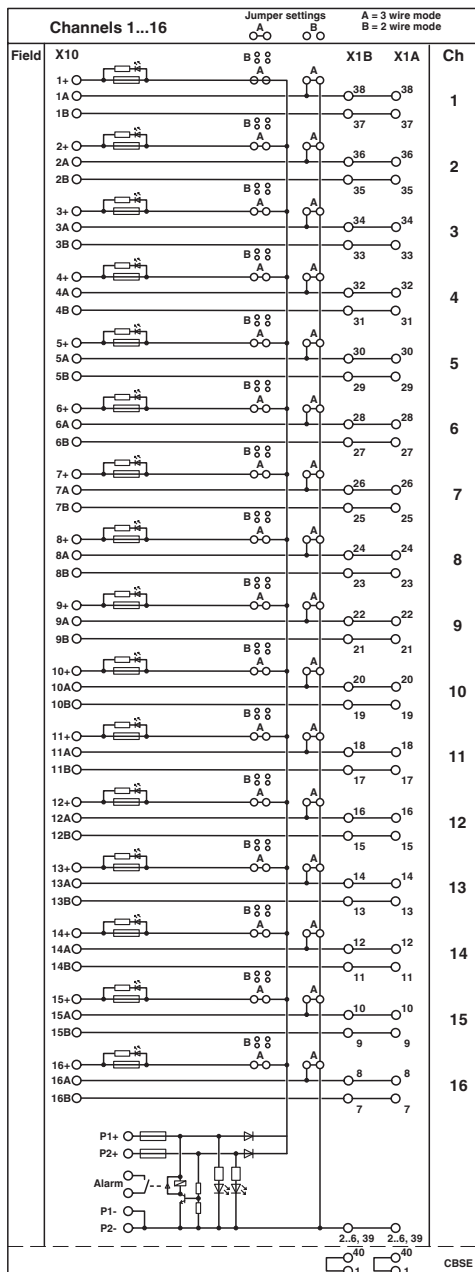 Channels 1...16
Jumper settings
A B
A = 3 wire mode
B = 2 wire mode
Field X10 X1B X1A Ch
B
1+ A A
1A 38 38
1B 37 37
1
B
2+ A A
2A 36 36
2B 35 35
2
B
3+ A A
3A 34 34
3B 33 33
3
B
4+ A A
4A 32 32
4B 31 31
4
B
5+ A A
5A 30 30
5B 29 29
5
B
6+ A A
6A 28 28
6B 27 27
6
B
7+ A A
7A 26 26
7B 25 25
7
B
8+ A A
8A 24 24
8B 23 23
8
B
9+ A A
9A 22 22
9B 21 21
9
B
10+ A A
10A 20 20
10B 19 19
10
B
11+ A A
11A 18 18
11B 17 17
11
B
12+ A A
12A 16 16
12B 15 15
12
B
13+ A A
13A 14 14
13B 13 13
13
B
14+ A A
14A 12 12
14B 11 11
14
B
15+ A A
15A 10 10
15B 9 9
15
B
16+ A A
16A 8 8
16B 7 7
16
P1+
P2+
Alarm
P1-
P2-
2..6, 39 2..6, 39
40 40
1 1
CBSE